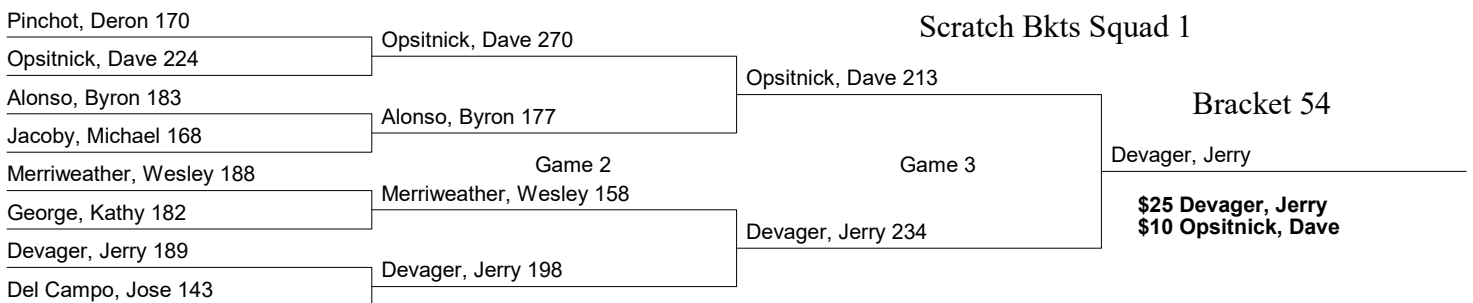 Scratch Bkts Squad 1
Bracket 54
Pinchot, Deron 170
Opsitnick, Dave 224
Alonso, Byron 183
Jacoby, Michael 168
Merriweather, Wesley 188
George, Kathy 182
Devager, Jerry 189
Del Campo, Jose 143
Opsitnick, Dave 270
Alonso, Byron 177
Game 2
Merriweather, Wesley 158
Devager, Jerry 198
Opsitnick, Dave 213
Game 3
Devager, Jerry 234
Devager, Jerry
$25 Devager, Jerry
$10 Opsitnick, Dave